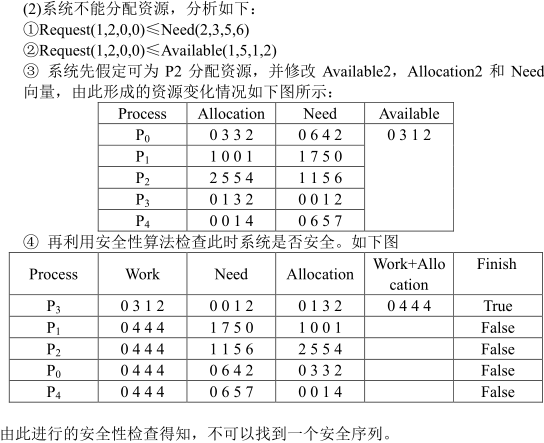 (2)系统不能分配资源，分析如下：
①Request(1,2,0,0)≤Need(2,3,5,6)
②Request(1,2,0,0)≤Available(1,5,1,2)
③ 系统先假定可为 P2 分配资源，并修改 Available2，Allocation2 和 Need
向量，由此形成的资源变化情况如下图所示：
Process Allocation Need Available
P0 0 3 3 2 0 6 4 2 0 3 1 2
P1 1 0 0 1 1 7 5 0
P2 2 5 5 4 1 1 5 6
P3 0 1 3 2 0 0 1 2
P4 0 0 1 4 0 6 5 7
④ 再利用安全性算法检查此时系统是否安全。如下图
Process Work Need Allocation Work+Allo cation Finish
P3 0 3 1 2 0 0 1 2 0 1 3 2 0 4 4 4 True
P1 0 4 4 4 1 7 5 0 1 0 0 1 False
P2 0 4 4 4 1 1 5 6 2 5 5 4 False
P0 0 4 4 4 0 6 4 2 0 3 3 2 False
P4 0 4 4 4 0 6 5 7 0 0 1 4 False
由此进行的安全性检查得知，不可以找到一个安全序列。